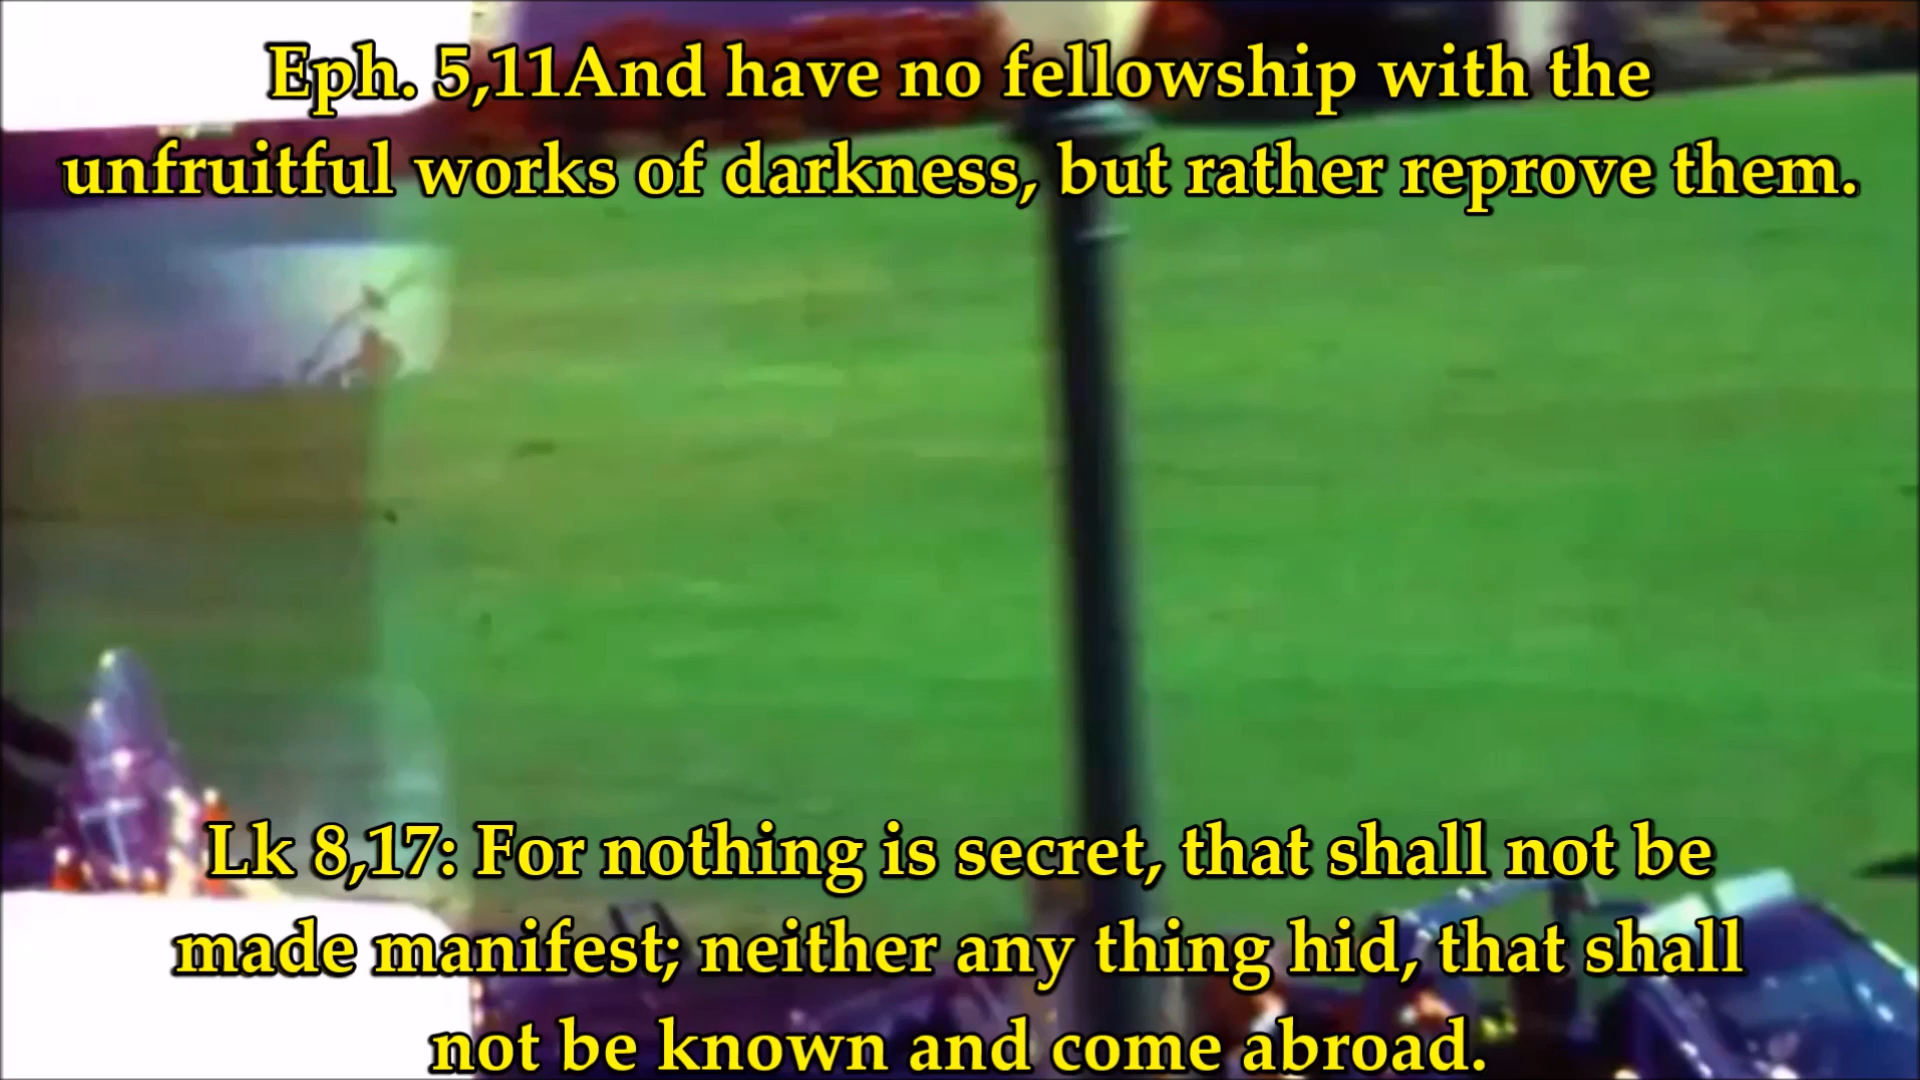 Eph. 5,11And have no fellowship with the
unfruitful works of darkness, but rather reprove them.
Lk 8,17: For nothing is secret, that shall not be
made manifest; neither any thing hid, that shall
not be known and come abroad.